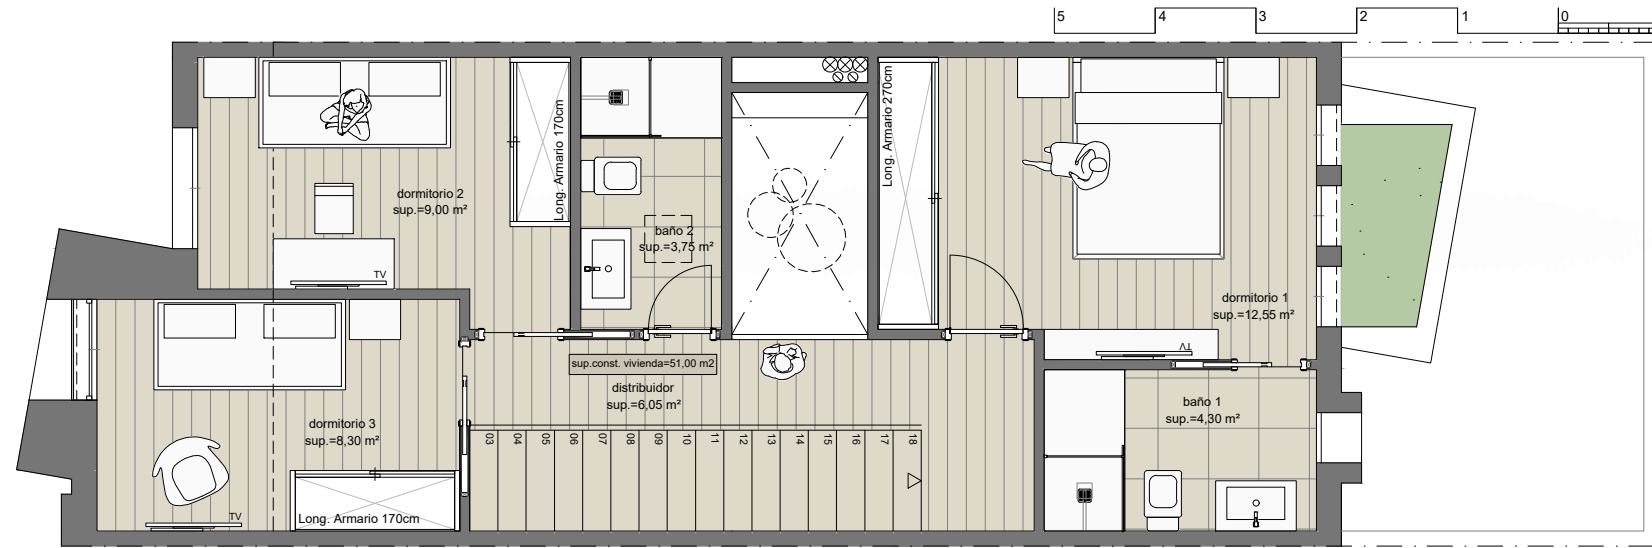 5 4 3 2 1 0
Long. Armario 170cm
Long. Armario 270cm
dormitorio 2
sup.=9,00 m²
baño 2
sup.=3,75 m²
TV
dormitorio 1
sup.=12,55 m²
TV
sup.const. vivienda=51,00 m2
distribuidor
sup.=6,05 m²
baño 1
sup.=4,30 m²
dormitorio 3
sup.=8,30 m²
03 04 05 06 07 08 09 10 11 12 13 14 15 16 17 18
TV
Long. Armario 170cm